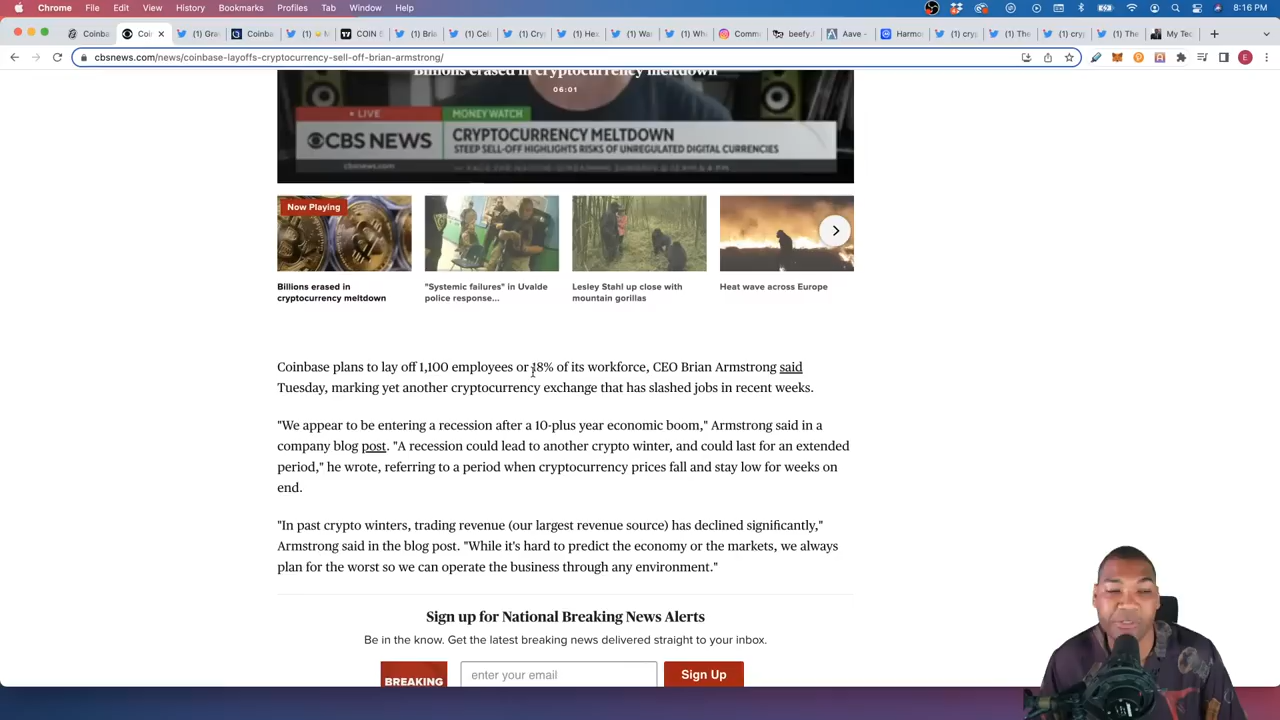 Chrome File Edit View History Bookmarks Profiles Tab Window Help 8:16 PM
Coinba Coi (1) Gra Coinba (1) M COIN E (1) Bria (1) Cel (1) Cry (1) Hex (1) Wa (1) Wh Comm beefy. Aave - Harmo (1) cry (1) The (1) cry (1) The My Te
cbsnews.com/news/coinbase-layoffs-cryptocurrency-sell-off-brian-armstrong/ E
Billions erased in cryptocurrency meltdown
06:01
LIVE MONEY WATCH
CBS NEWS CRYPTOCURRENCY MELTDOWN
STEEP SELL-OFF HIGHLIGHTS RISKS OF UNREGULATED DIGITAL CURRENCIES
cbsnews.com
Now Playing
Billions erased in
cryptocurrency meltdown
"Systemic failures" in Uvalde
police response...
Lesley Stahl up close with
mountain gorillas
Heat wave across Europe
Coinbase plans to lay off 1,100 employees or 18% of its workforce, CEO Brian Armstrong said
Tuesday, marking yet another cryptocurrency exchange that has slashed jobs in recent weeks.
"We appear to be entering a recession after a 10-plus year economic boom," Armstrong said in a
company blog post. "A recession could lead to another crypto winter, and could last for an extended
period," he wrote, referring to a period when cryptocurrency prices fall and stay low for weeks on
end.
"In past crypto winters, trading revenue (our largest revenue source) has declined significantly,"
Armstrong said in the blog post. "While it's hard to predict the economy or the markets, we always
plan for the worst so we can operate the business through any environment."
Sign up for National Breaking News Alerts
Be in the know. Get the latest breaking news delivered straight to your inbox.
BREAKING enter your email Sign Up